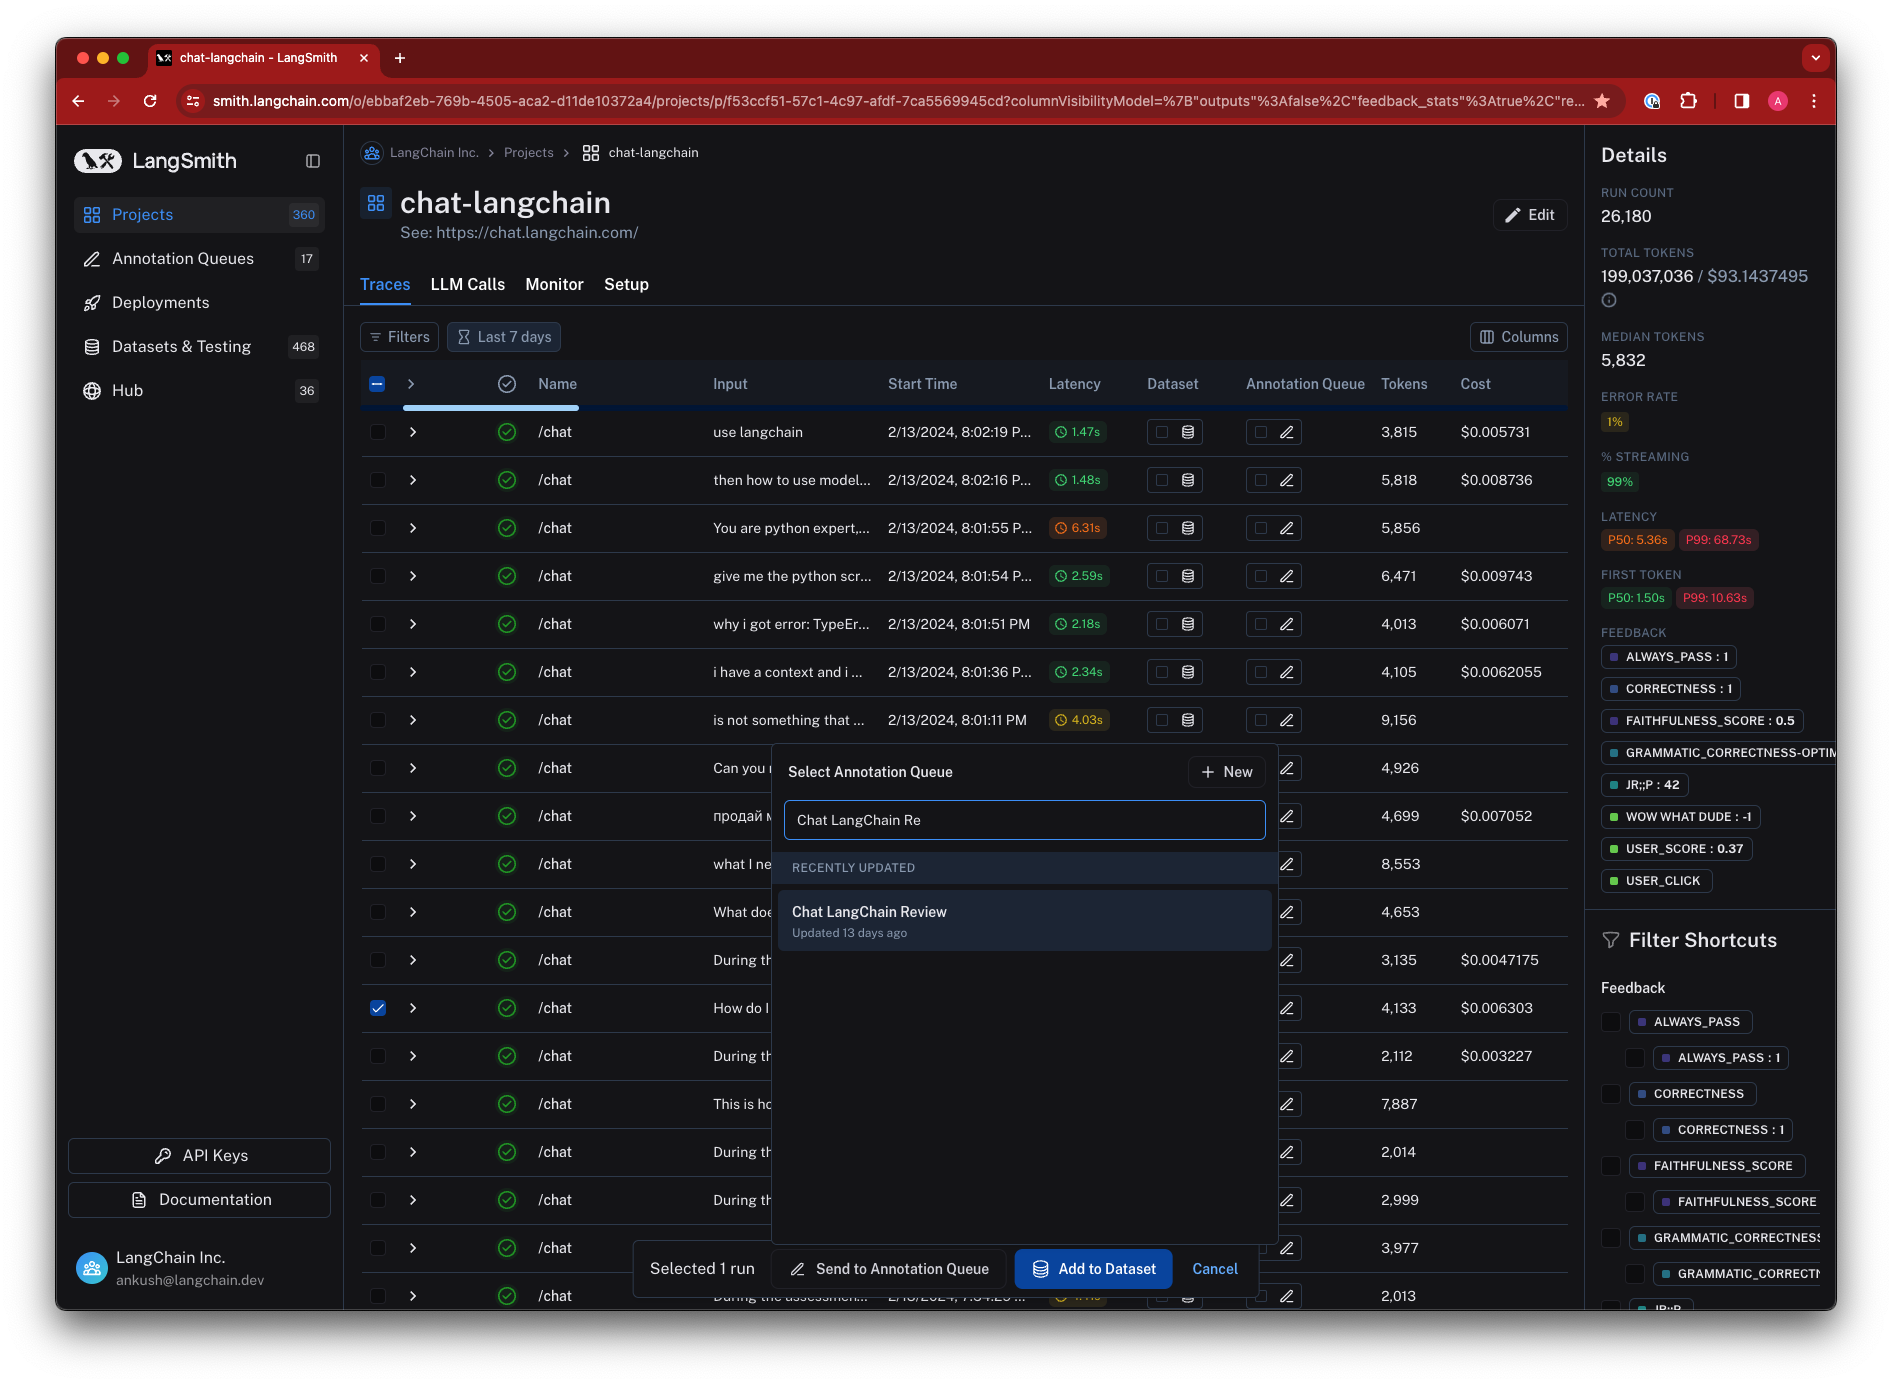 chat-langchain - LangSmith
smith.langchain.com/o/ebbaf2eb-769b-4505-aca2-d11de10372a4/projects/p/f53ccf51-57c1-4c97-afdf-7ca5569945cd?columnVisibilityModel=%7B"outputs"%3Afalse%2C"feedback_stats"%3Atrue%2C"re...
A
LangSmith
Projects 360
Annotation Queues 17
Deployments
Datasets & Testing 468
Hub 36
API Keys
Documentation
LangChain Inc.
ankush@langchain.dev
LangChain Inc. > Projects > chat-langchain
chat-langchain
See: https://chat.langchain.com/
Edit
Traces LLM Calls Monitor Setup
Filters Last 7 days Columns
Name Input Start Time Latency Dataset Annotation Queue Tokens Cost
/chat use langchain 2/13/2024, 8:02:19 P... 1.47s 3,815 $0.005731
/chat then how to use model... 2/13/2024, 8:02:16 P... 1.48s 5,818 $0.008736
/chat You are python expert,... 2/13/2024, 8:01:55 P... 6.31s 5,856
/chat give me the python scr... 2/13/2024, 8:01:54 P... 2.59s 6,471 $0.009743
/chat why i got error: TypeEr... 2/13/2024, 8:01:51 PM 2.18s 4,013 $0.006071
/chat i have a context and i ... 2/13/2024, 8:01:36 P... 2.34s 4,105 $0.0062055
/chat is not something that ... 2/13/2024, 8:01:11 PM 4.03s 9,156
/chat Can you 4,926
/chat продай 4,699 $0.007052
/chat what I ne 8,553
/chat What doe 4,653
/chat During th 3,135 $0.0047175
/chat How do I 4,133 $0.006303
/chat During th 2,112 $0.003227
/chat This is ho 7,887
/chat During th 2,014
/chat During th 2,999
/chat 3,977
/chat During the assessmen... 2,013
Select Annotation Queue
New
Chat LangChain Re
RECENTLY UPDATED
Chat LangChain Review
Updated 13 days ago
Selected 1 run Send to Annotation Queue Add to Dataset Cancel
Details
RUN COUNT
26,180
TOTAL TOKENS
199,037,036 / $93.1437495
MEDIAN TOKENS
5,832
ERROR RATE
1%
% STREAMING
99%
LATENCY
P50: 5.36s P99: 68.73s
FIRST TOKEN
P50: 1.50s P99: 10.63s
FEEDBACK
ALWAYS_PASS : 1
CORRECTNESS : 1
FAITHFULNESS_SCORE : 0.5
GRAMMATIC_CORRECTNESS-OPTIM
JR;;P : 42
WOW WHAT DUDE : -1
USER_SCORE : 0.37
USER_CLICK
Filter Shortcuts
Feedback
ALWAYS_PASS
ALWAYS_PASS : 1
CORRECTNESS
CORRECTNESS : 1
FAITHFULNESS_SCORE
FAITHFULNESS_SCORE
GRAMMATIC_CORRECTNESS
GRAMMATIC_CORRECTN
JR;;P